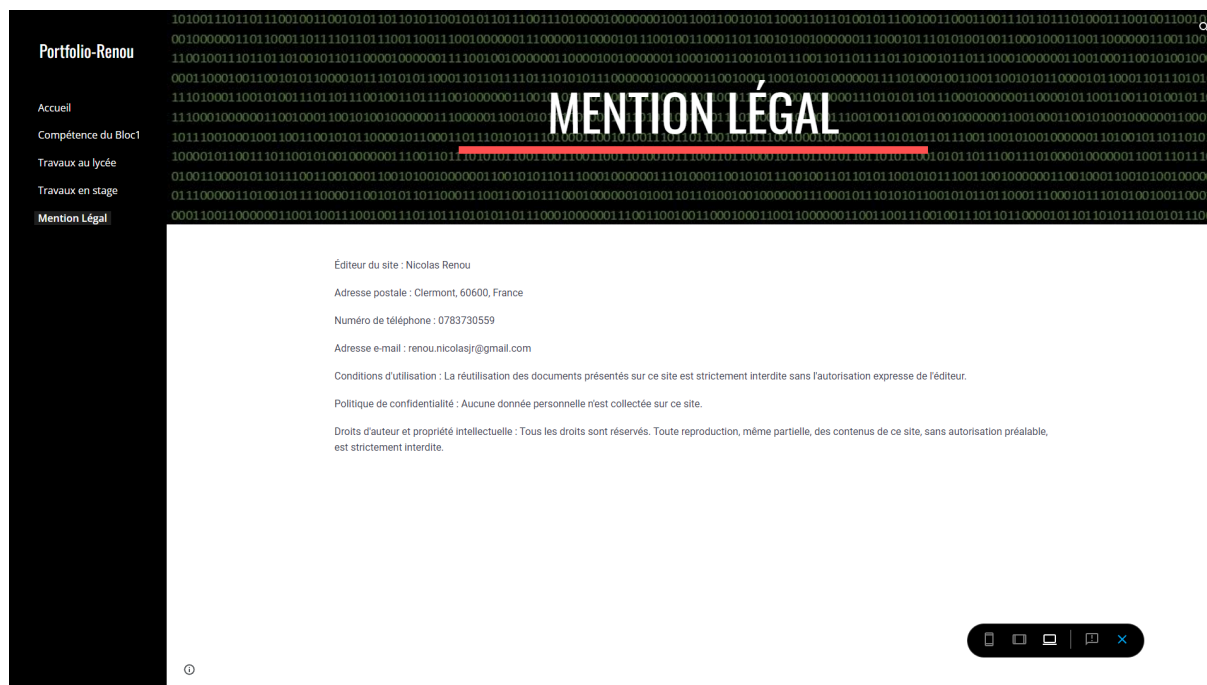 Portfolio-Renou
Accueil
Compétence du Bloc1
Travaux au lycée
Travaux en stage
Mention Légal
MENTION LÉGAL
Éditeur du site : Nicolas Renou
Adresse postale : Clermont, 60600, France
Numéro de téléphone : 0783730559
Adresse e-mail : renou.nicolasjr@gmail.com
Conditions d'utilisation : La réutilisation des documents présentés sur ce site est strictement interdite sans l'autorisation expresse de l'éditeur.
Politique de confidentialité : Aucune donnée personnelle n'est collectée sur ce site.
Droits d'auteur et propriété intellectuelle : Tous les droits sont réservés. Toute reproduction, même partielle, des contenus de ce site, sans autorisation préalable,
est strictement interdite.